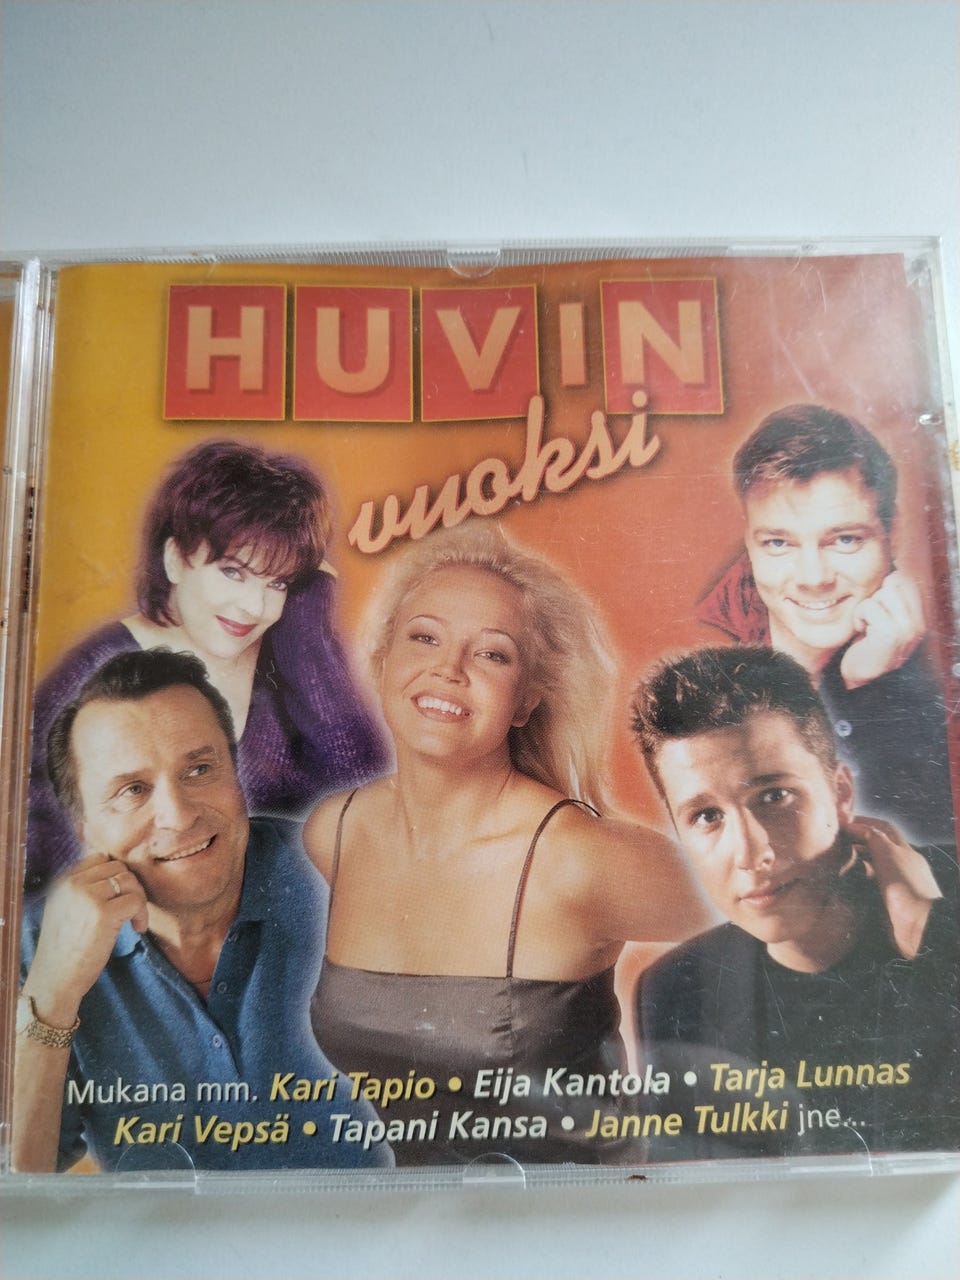 HUVIN
vuoksi
Mukana mm. Kari Tapio • Eija Kantola • Tarja Lunnas
Kari Vepsä • Tapani Kansa • Janne Tulkki jne...